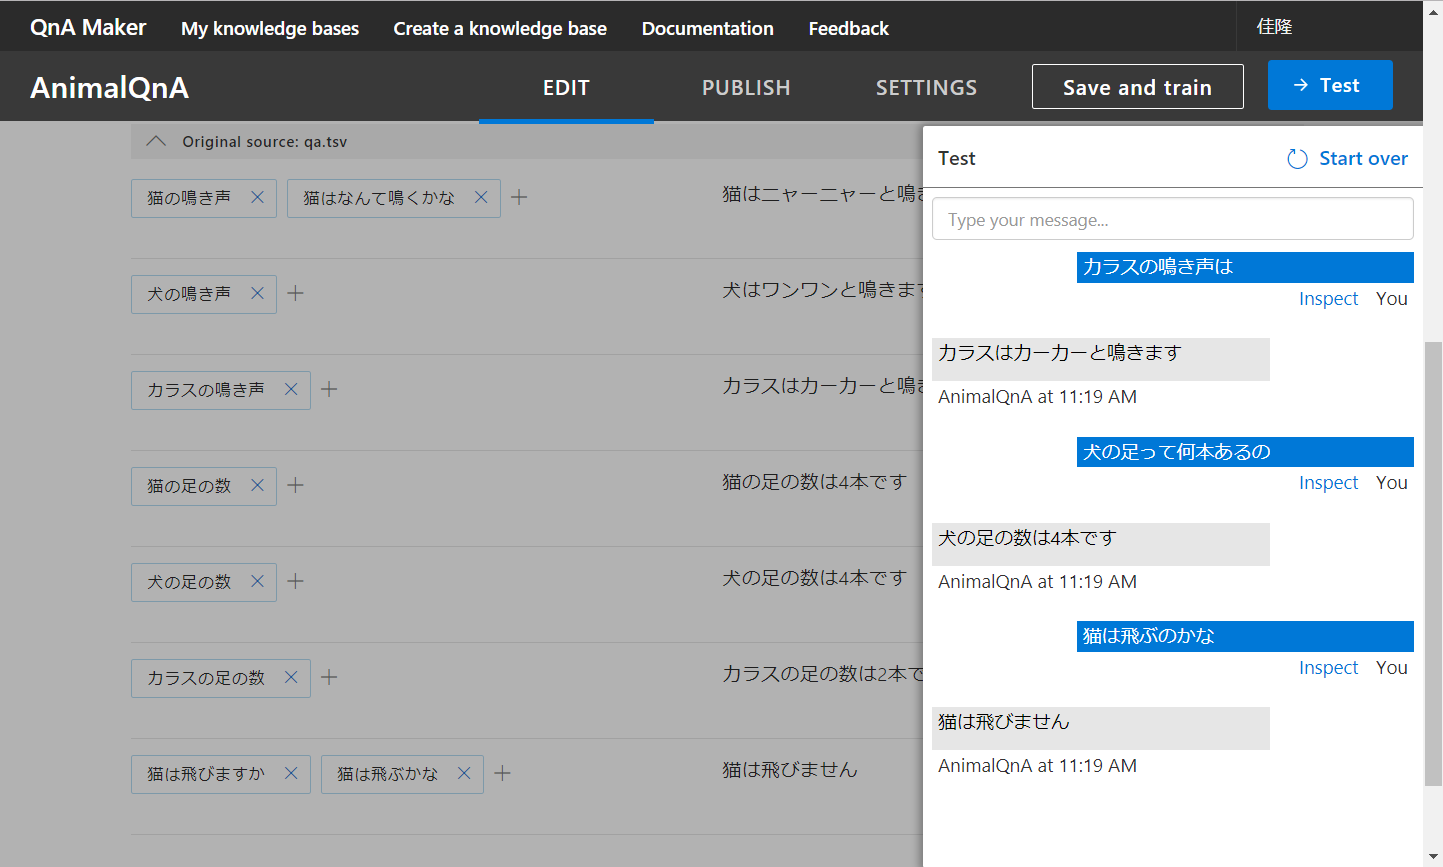 QnA Maker My knowledge bases Create a knowledge base Documentation Feedback 佳隆
AnimalQnA EDIT PUBLISH SETTINGS Save and train Test
Original source: qa.tsv
猫の鳴き声 猫はなんて鳴くかな 猫はニャーニャーと鳴き
犬の鳴き声 犬はワンワンと鳴きます
カラスの鳴き声 カラスはカーカーと鳴き
猫の足の数 猫の足の数は4本です
犬の足の数 犬の足の数は4本です
カラスの足の数 カラスの足の数は2本で
猫は飛びますか 猫は飛ぶかな 猫は飛びません
Test Start over
Type your message...
カラスの鳴き声は
Inspect You
カラスはカーカーと鳴きます
AnimalQnA at 11:19 AM
犬の足って何本あるの
Inspect You
犬の足の数は4本です
AnimalQnA at 11:19 AM
猫は飛ぶのかな
Inspect You
猫は飛びません
AnimalQnA at 11:19 AM